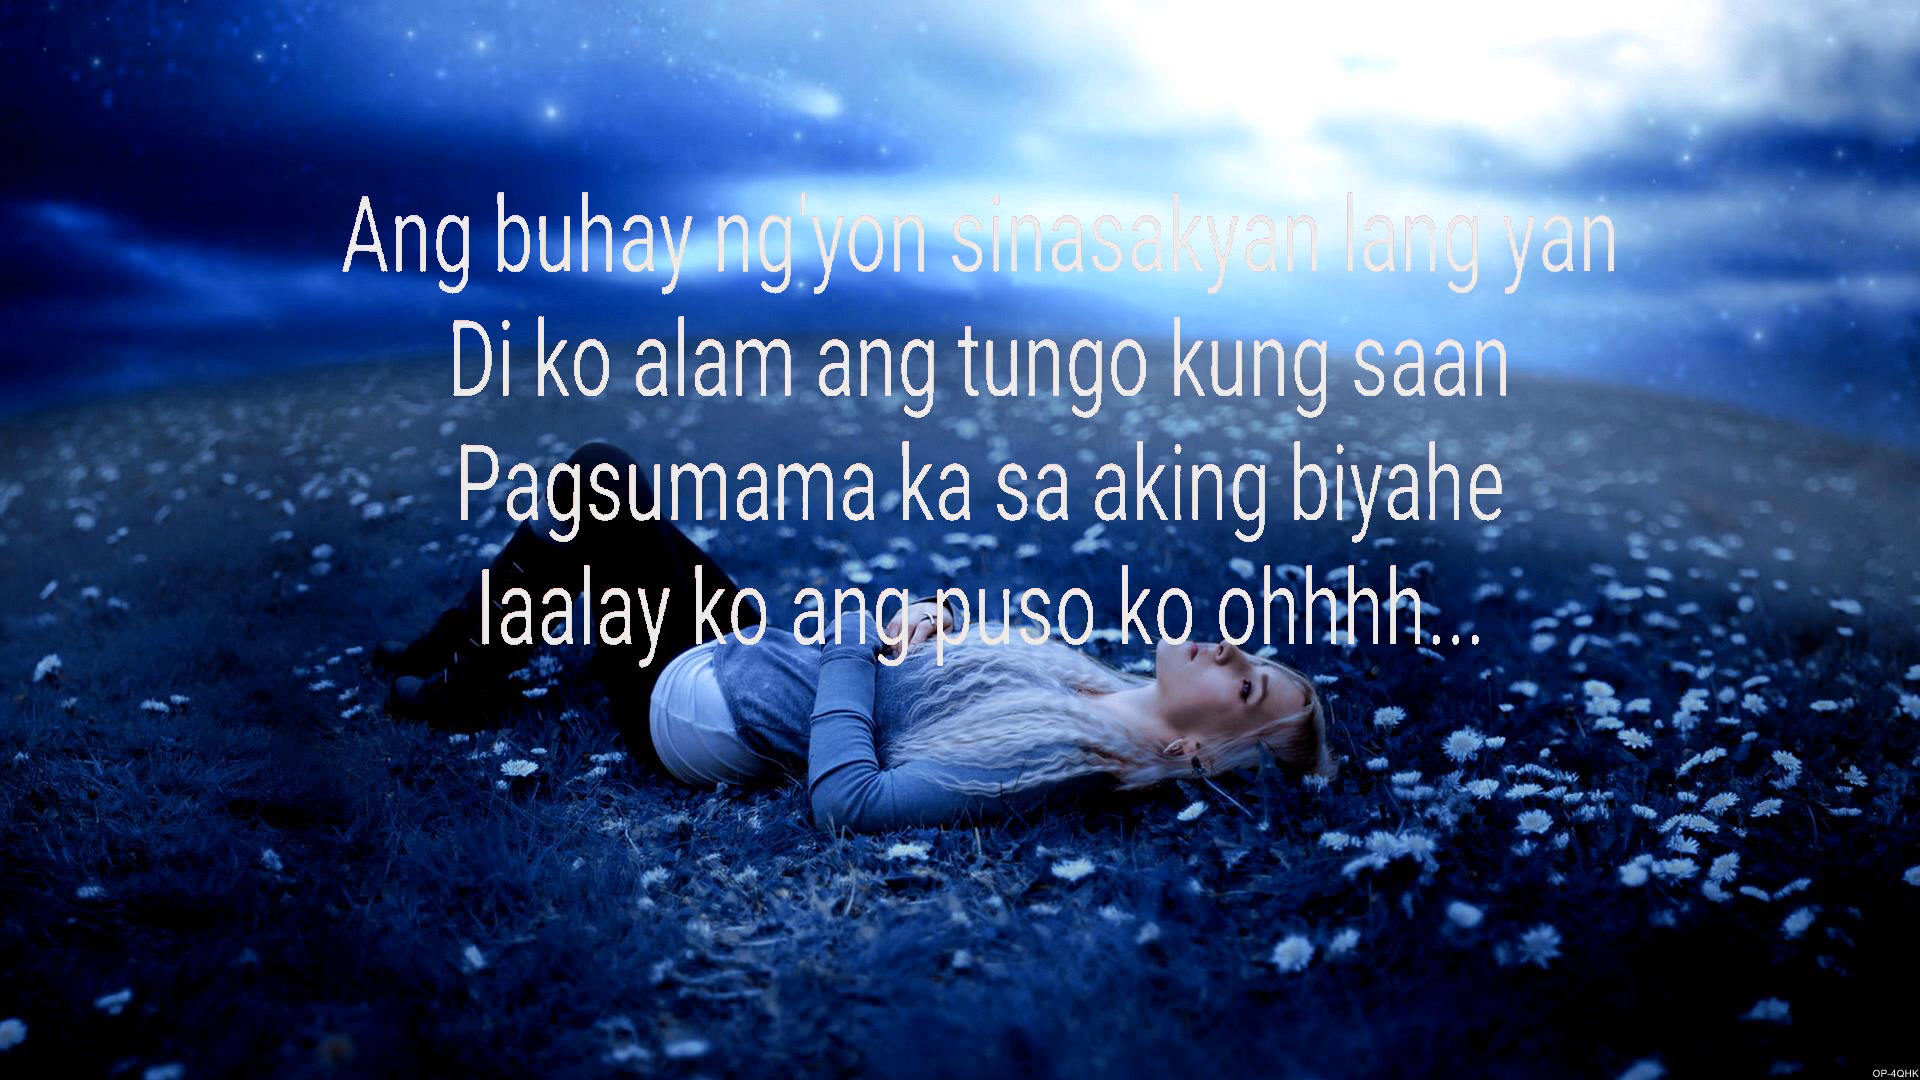 Ang buhay ng'yon sinasakyan lang yan
Di ko alam ang tungo kung saan
Pagsumama ka sa aking biyahe
Iaalay ko ang puso ko ohhhh...
OP-4QHK